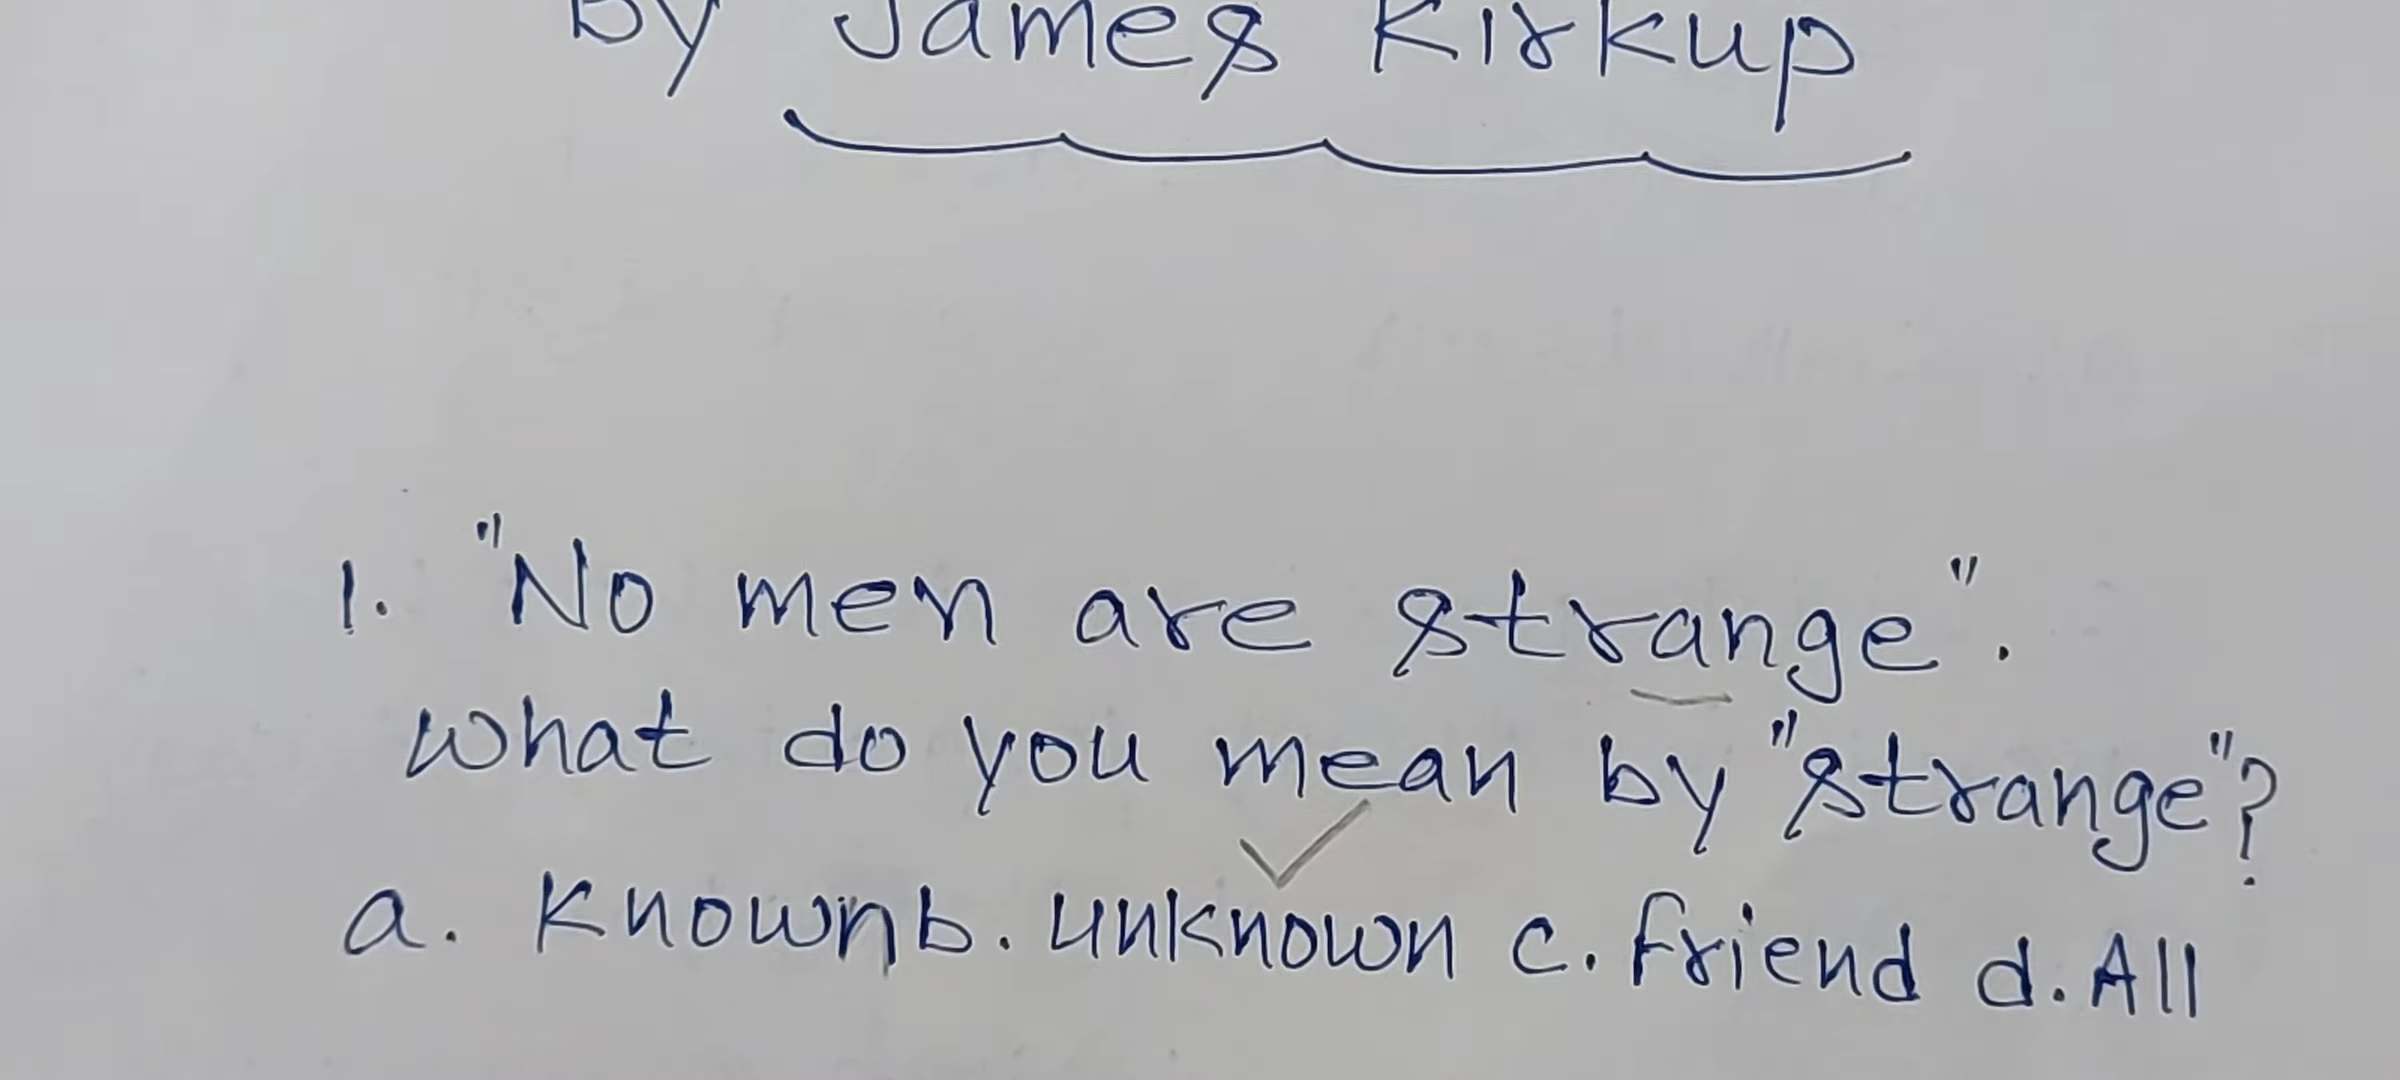 by James Kirkup
1. "No men are strange".
What do you mean by "strange"?
a. Known b. unknown c. friend d. All